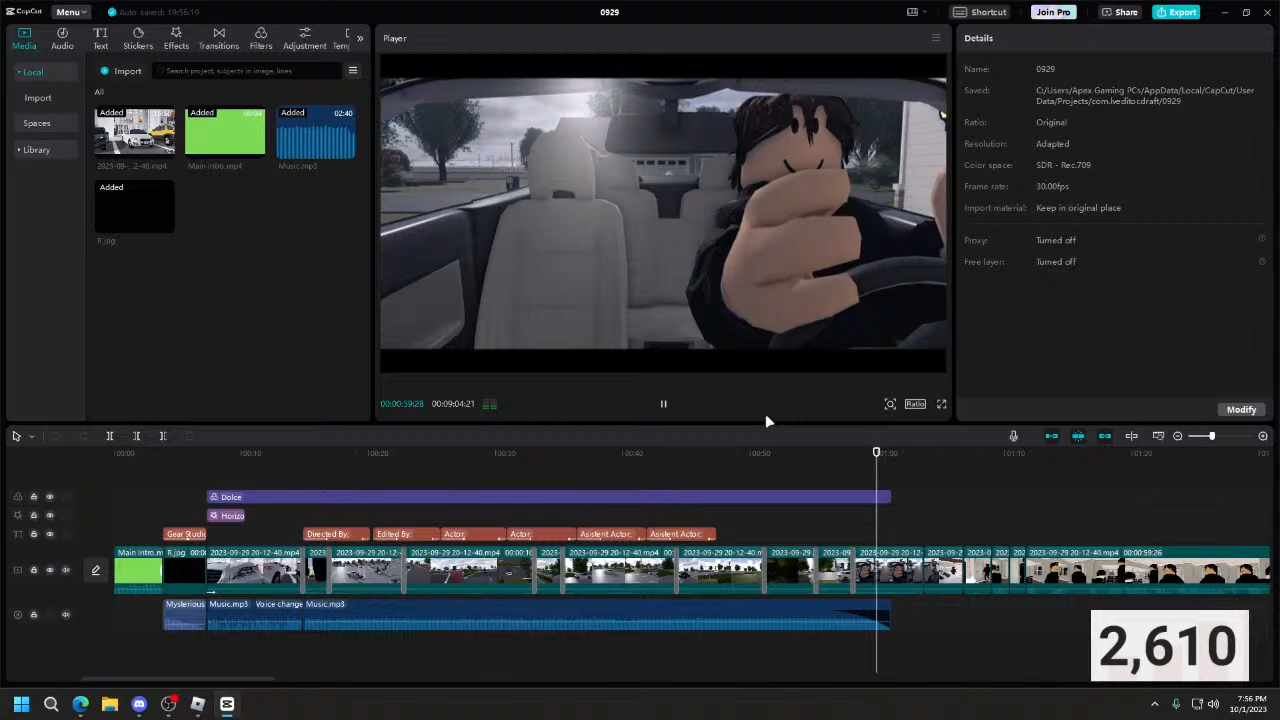 CapCut Menu Auto saved: 19:56:19 0929 Shortcut Join Pro Share Export
Media Audio Text Stickers Effects Transitions Filters Adjustment Temp
Player
Details
Local
Import
Search project, subjects in image, lines
All
Import
Spaces
Library
Added
Added 00:04
Added 02:40
2023-09-...2-40.mp4 Main Intro.mp4 Music.mp3
Added
R.jpg
Name: 0929
Saved: C:/Users/Apex Gaming PCs/AppData/Local/CapCut/User
Data/Projects/com.lveditor.draft/0929
Ratio: Original
Resolution: Adapted
Color space: SDR - Rec.709
Frame rate: 30.00fps
Import material: Keep in original place
Proxy: Turned off
Free layer: Turned off
00:00:59:28 00:09:04:21
Ratio
Modify
00:00 00:10 00:20 00:30 00:40 00:50 01:00 01:10 01:20
Dolce
Horizo
Gear Studio Directed By: Edited By: Actor, Actor, Asistent Actor: Asistent Actor:
Main Intro.m R.jpg 00:0 2023-09-29 20-12-40.mp4 2023 2023-09-29 20-12- 2023-09-29 20-12-40.mp4 00:00:10 2023- 2023-09-29 20-12-40.mp4 2023-09-29 20-12-40.m 2023-09-29 2023-09 2023-09-29 20-12- 2023-09-2 2023-0 202 202 2023-09-29 20-12-40.mp4 00:00:59:26
Mysterious Music.mp3 Voice change Music.mp3
2,610
7:56 PM
10/1/2023